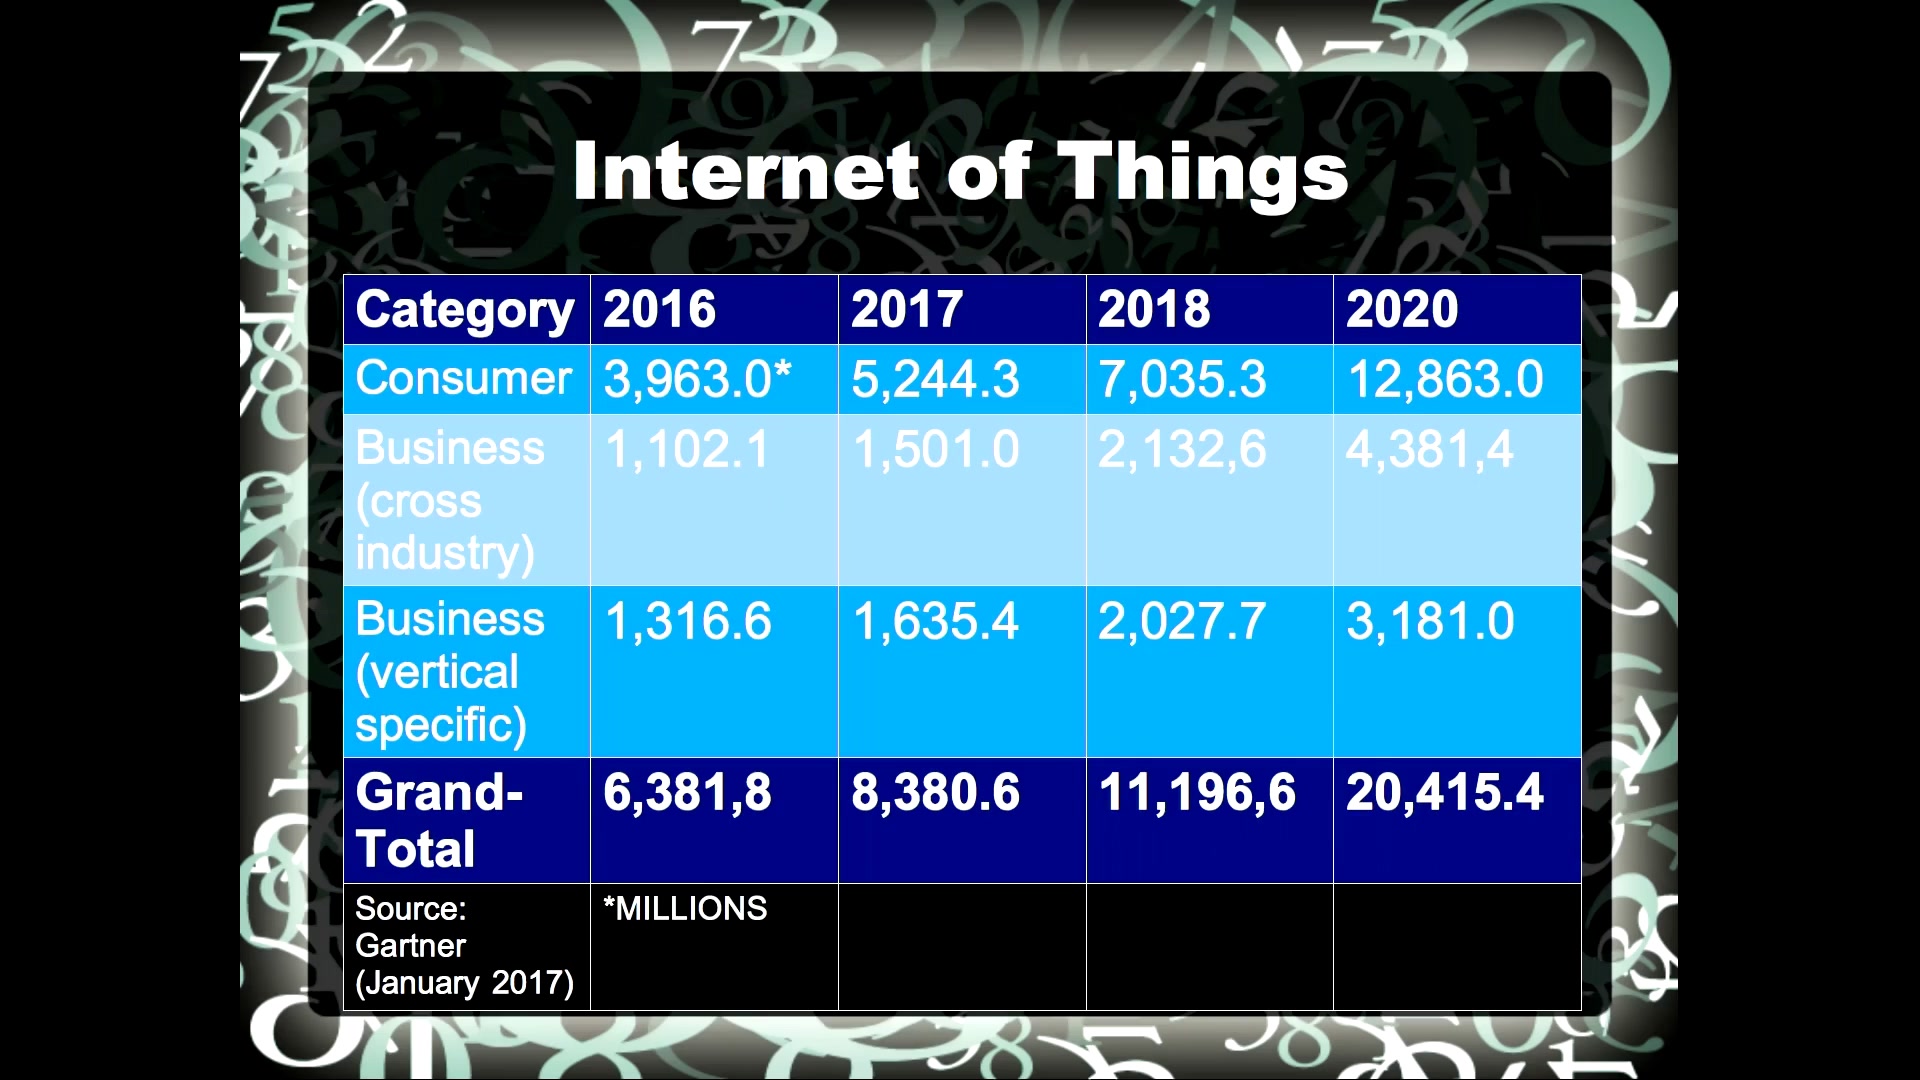 Internet of Things
Category 2016 2017 2018 2020
Consumer 3,963.0* 5,244.3 7,035.3 12,863.0
Business 1,102.1 1,501.0 2,132,6 4,381,4
(cross
industry)
Business 1,316.6 1,635.4 2,027.7 3,181.0
(vertical
specific)
Grand- 6,381,8 8,380.6 11,196,6 20,415.4
Total
Source: *MILLIONS
Gartner
(January 2017)